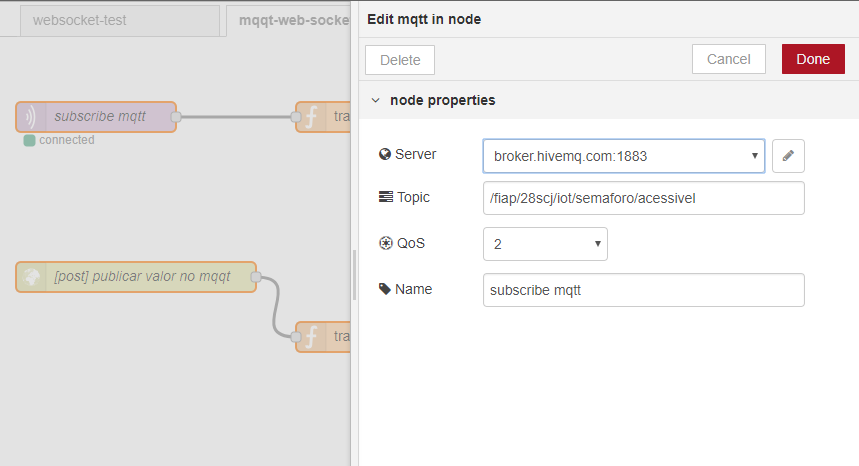 websocket-test
mqqt-web-socke
subscribe mqtt
tra
connected
[post] publicar valor no mqqt
tra
Edit mqtt in node
Delete
Cancel
Done
node properties
Server
broker.hivemq.com:1883
Topic
/fiap/28scj/iot/semaforo/acessivel
QoS
2
Name
subscribe mqtt